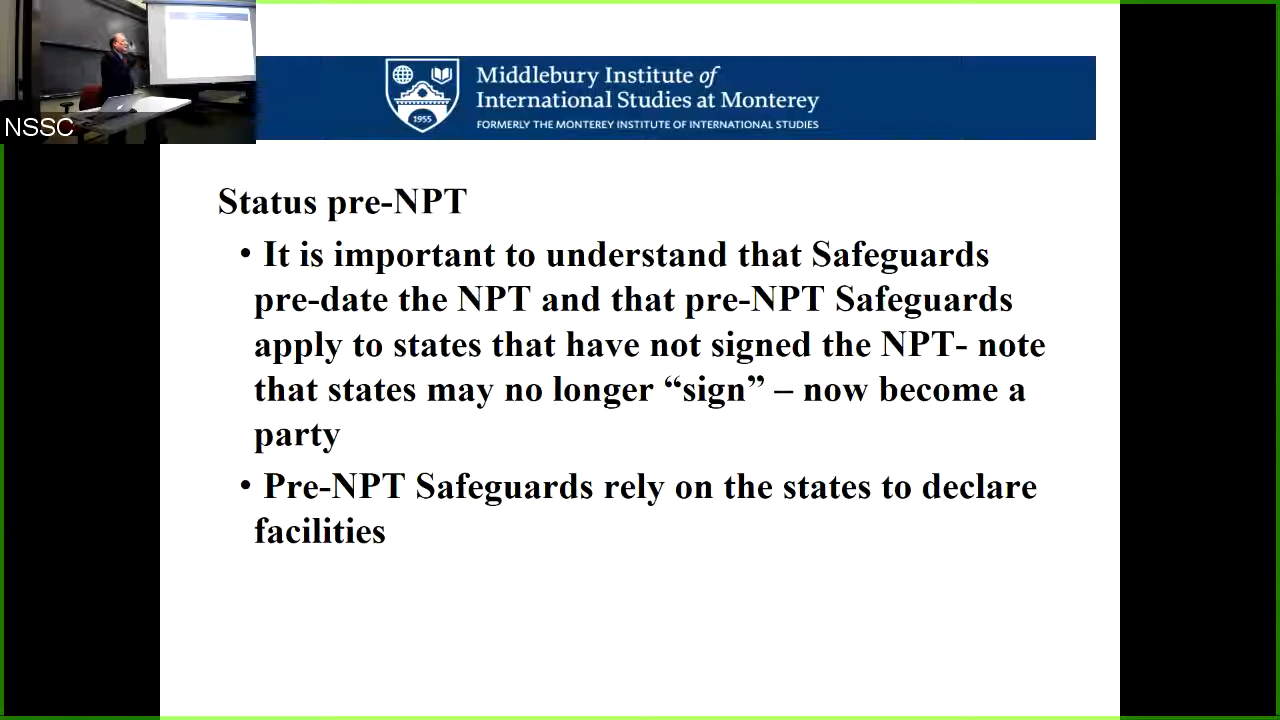 NSSC
1955
Middlebury Institute of
International Studies at Monterey
FORMERLY THE MONTEREY INSTITUTE OF INTERNATIONAL STUDIES
Status pre-NPT
• It is important to understand that Safeguards
pre-date the NPT and that pre-NPT Safeguards
apply to states that have not signed the NPT- note
that states may no longer “sign” – now become a
party
• Pre-NPT Safeguards rely on the states to declare
facilities